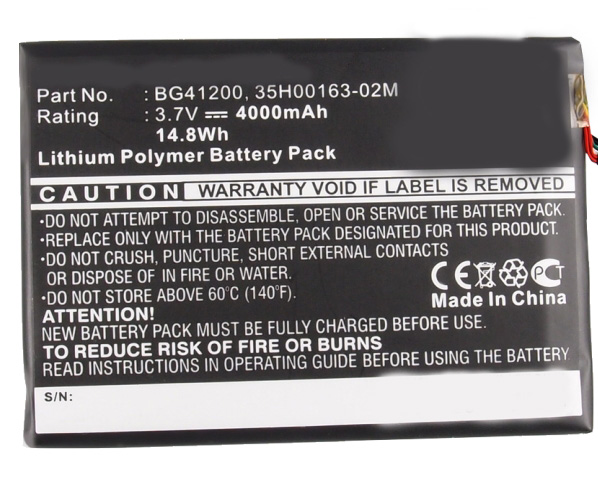 Part No. : BG41200, 35H00163-02M
Rating : 3.7V ⎓ 4000mAh
14.8Wh
Lithium Polymer Battery Pack
CAUTION WARRANTY VOID IF LABEL IS REMOVED
•DO NOT ATTEMPT TO DISASSEMBLE, OPEN OR SERVICE THE BATTERY PACK.
•REPLACE ONLY WITH THE BATTERY PACK DESIGNATED FOR THIS PRODUCT.
•DO NOT CRUSH, PUNCTURE, SHORT EXTERNAL CONTACTS
OR DISPOSE OF IN FIRE OR WATER.
•DO NOT STORE ABOVE 60°C (140°F).
CE PCT
Made In China
ATTENTION!
NEW BATTERY PACK MUST BE FULLY CHARGED BEFORE USE.
TO REDUCE RISK OF FIRE OR BURNS
READ INSTRUCTIONS IN OPERATING GUIDE BEFORE USING THE BATTERY
S/N: